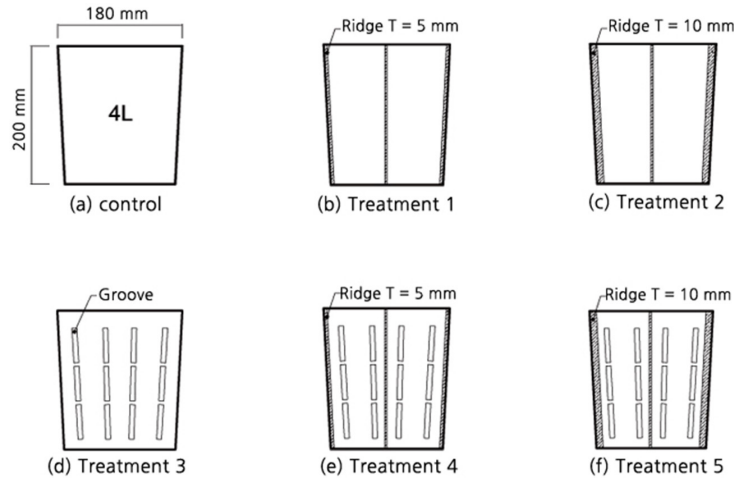 180 mm
Ridge T = 5 mm
Ridge T = 10 mm
200 mm
4L
(a) control
(b) Treatment 1
(c) Treatment 2
Groove
Ridge T = 5 mm
Ridge T = 10 mm
(d) Treatment 3
(e) Treatment 4
(f) Treatment 5